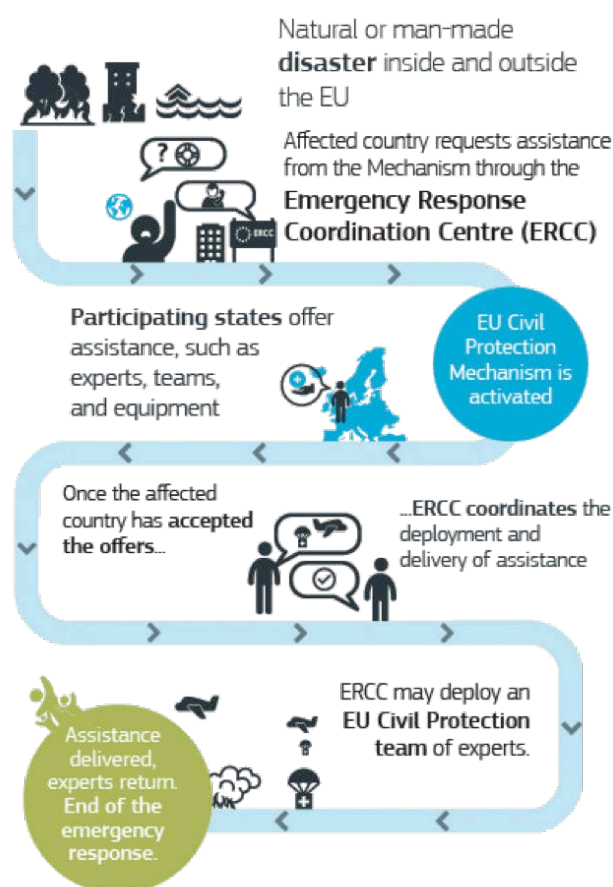 Natural or man-made
disaster inside and outside
the EU
Affected country requests assistance
from the Mechanism through the
Emergency Response
Coordination Centre (ERCC)
?
ERCC
Participating states offer
assistance, such as
experts, teams,
and equipment
EU Civil
Protection
Mechanism is
activated
Once the affected
country has accepted
the offers...
...ERCC coordinates the
deployment and
delivery of assistance
ERCC may deploy an
EU Civil Protection
team of experts.
Assistance
delivered,
experts return.
End of the
emergency
response.